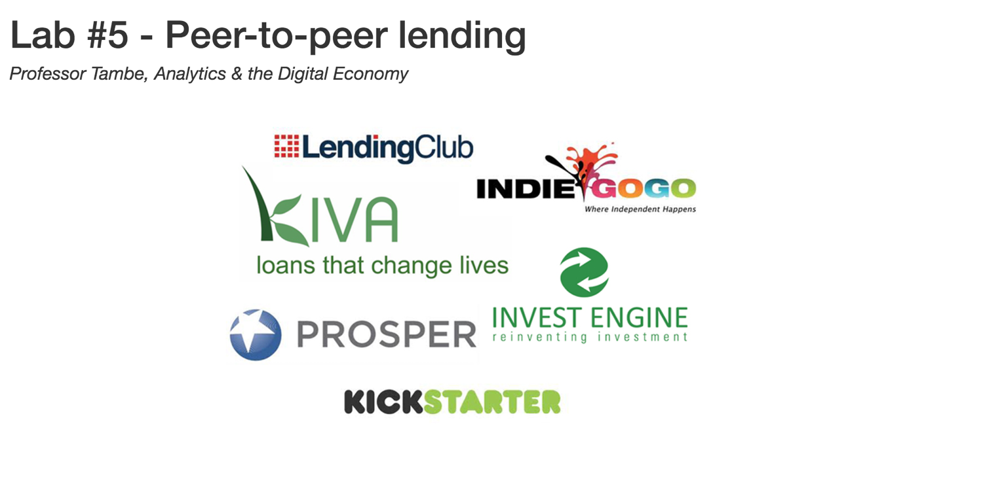 Lab #5 - Peer-to-peer lending
Professor Tambe, Analytics & the Digital Economy
LendingClub
INDIEGOGO
Where Independent Happens
KIVA
loans that change lives
INVEST ENGINE
reinventing investment
PROSPER
KICKSTARTER